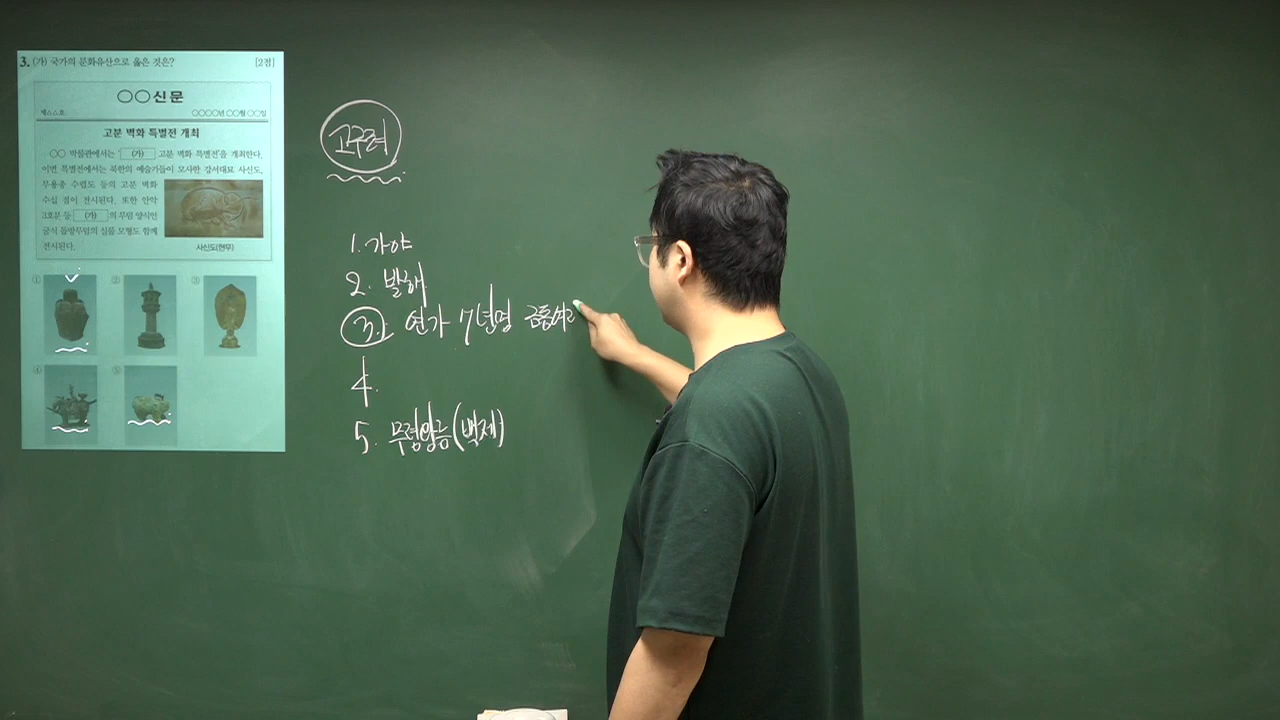 3. (가) 국가의 문화유산으로 옳은 것은? [2점]
○○신문
제△△호 ○○○○년 ○○월 ○○일
고분 벽화 특별전 개최
○○ 박물관에서는 '(가) 고분 벽화 특별전'을 개최한다.
이번 특별전에서는 북한의 예술가들이 모사한 강서대묘 사신도,
무용총 수렵도 등의 고분 벽화
수십 점이 전시된다. 또한 안악
3호분 등 (가) 의 무덤 양식인
굴식 돌방무덤의 실물 모형도 함께
전시된다.
사신도(현무)
① ② ③
④ ⑤
고구려
1. 가야
2. 발해
3. 연가 7년명 금동여
4.
5. 무령왕릉(백제)